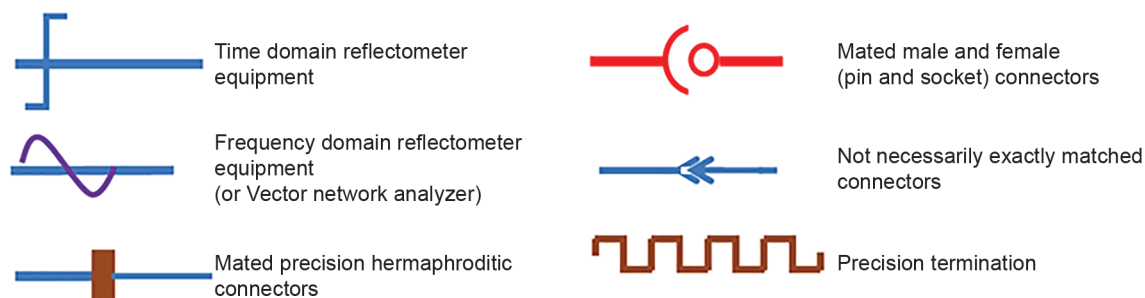 Time domain reflectometer
equipment
Frequency domain reflectometer
equipment
(or Vector network analyzer)
Mated precision hermaphroditic
connectors
Mated male and female
(pin and socket) connectors
Not necessarily exactly matched
connectors
Precision termination